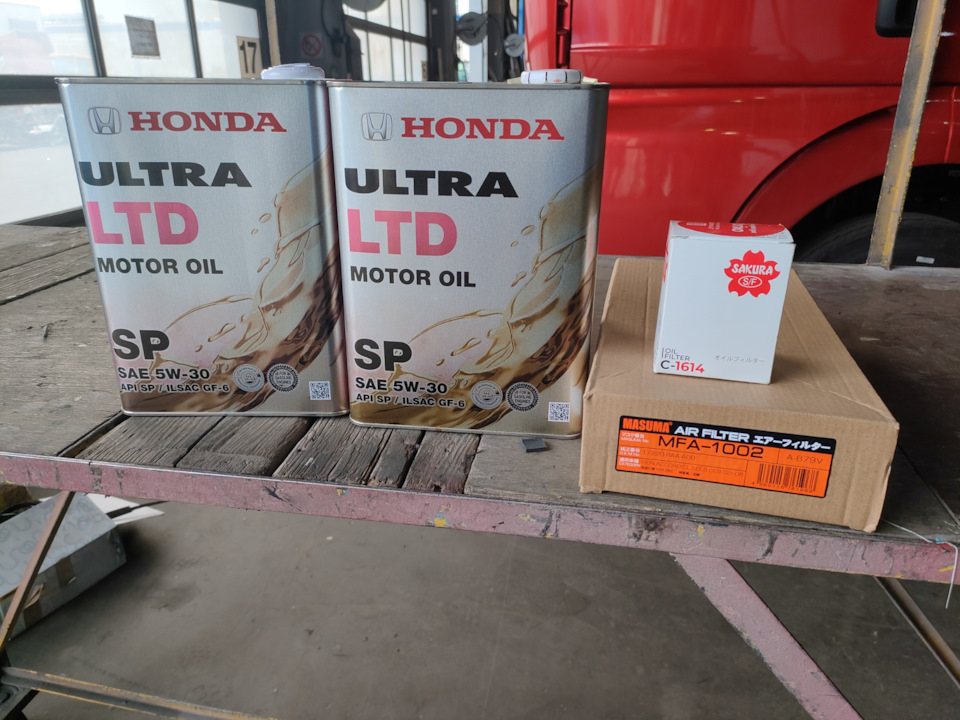 17
HONDA
ULTRA
LTD
MOTOR OIL
SP
SAE 5W-30
API SP / ILSAC GF-6
HONDA
ULTRA
LTD
MOTOR OIL
SP
SAE 5W-30
API SP / ILSAC GF-6
SAKURA
S/F
OIL
FILTER
オイルフィルター
C-1614
MASUMA
AIR FILTER エアーフィルター
MFA-1002
A-879V